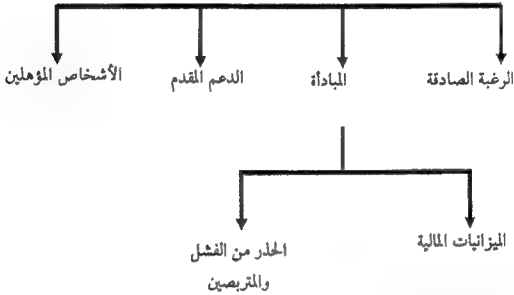 الرغبة الصادقة
المبادأة
الدعم المقدم
الأشخاص المؤهلين
الميزانيات المالية
الحذر من الفشل
والمتربصين